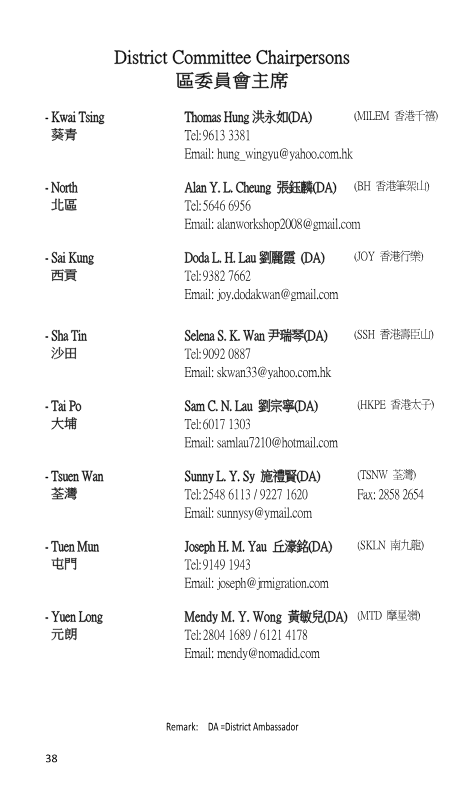 District Committee Chairpersons
區委員會主席
- Kwai Tsing Thomas Hung 洪永如(DA) (MILEM 香港千禧)
葵青 Tel: 9613 3381
Email: hung_wingyu@yahoo.com.hk
- North Alan Y. L. Cheung 張鈺麟(DA) (BH 香港筆架山)
北區 Tel: 5646 6956
Email: alanworkshop2008@gmail.com
- Sai Kung Doda L. H. Lau 劉麗霞 (DA) (JOY 香港行樂)
西貢 Tel: 9382 7662
Email: joy.dodakwan@gmail.com
- Sha Tin Selena S. K. Wan 尹瑞琴(DA) (SSH 香港壽臣山)
沙田 Tel: 9092 0887
Email: skwan33@yahoo.com.hk
- Tai Po Sam C. N. Lau 劉宗寧(DA) (HKPE 香港太子)
大埔 Tel: 6017 1303
Email: samlau7210@hotmail.com
- Tsuen Wan Sunny L. Y. Sy 施禮賢(DA) (TSNW 荃灣)
荃灣 Tel: 2548 6113 / 9227 1620 Fax: 2858 2654
Email: sunnysy@ymail.com
- Tuen Mun Joseph H. M. Yau 丘濠銘(DA) (SKLN 南九龍)
屯門 Tel: 9149 1943
Email: joseph@jrmigration.com
- Yuen Long Mendy M. Y. Wong 黃敏兒(DA) (MTD 摩星嶺)
元朗 Tel: 2804 1689 / 6121 4178
Email: mendy@nomadid.com
Remark: DA =District Ambassador
38